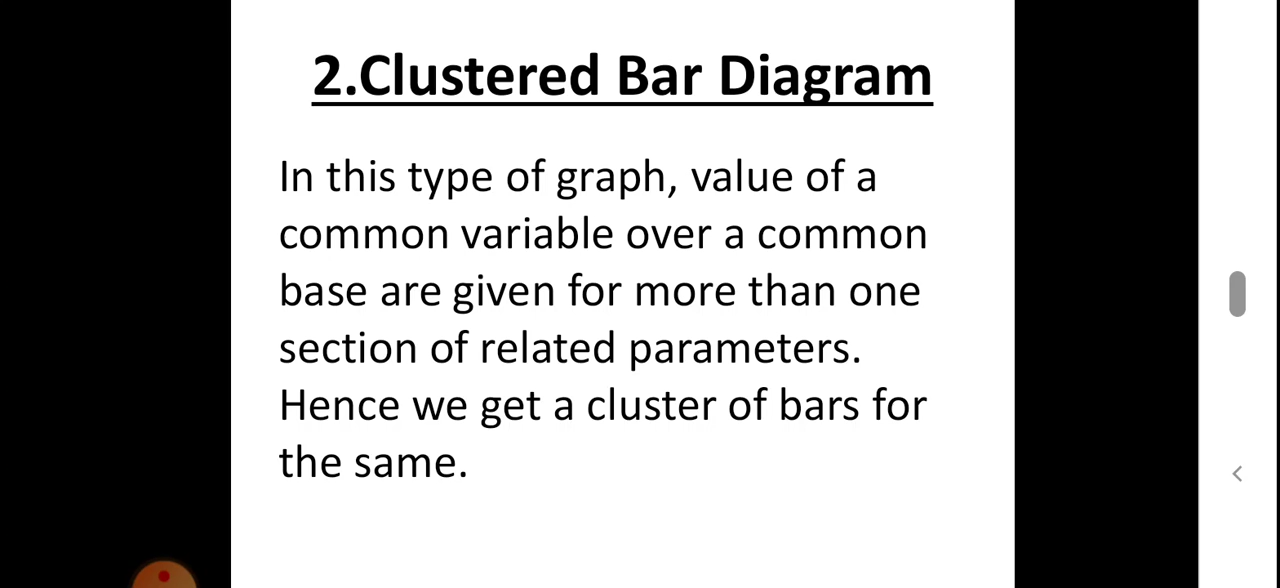 2.Clustered Bar Diagram
In this type of graph, value of a
common variable over a common
base are given for more than one
section of related parameters.
Hence we get a cluster of bars for
the same.